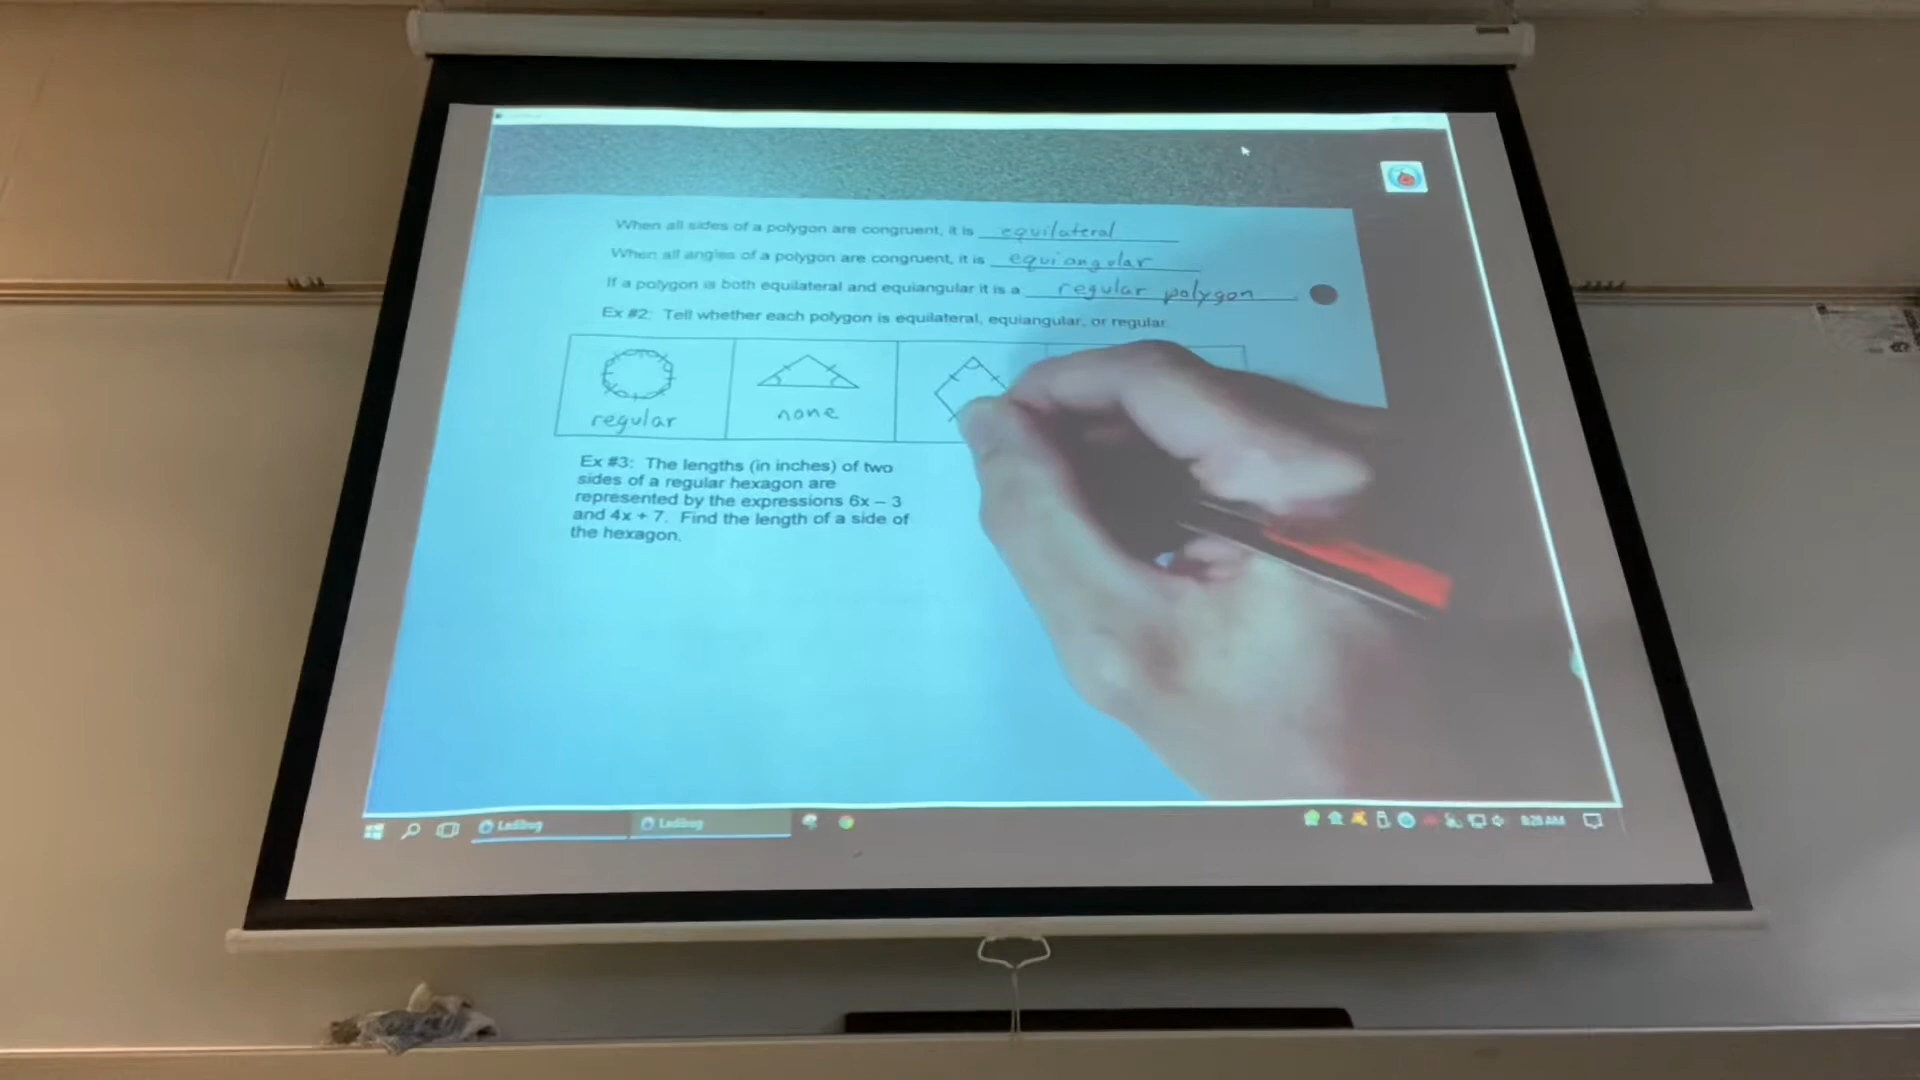 When all sides of a polygon are congruent, it is equilateral
When all angles of a polygon are congruent, it is equiangular
If a polygon is both equilateral and equiangular it is a regular polygon
Ex #2: Tell whether each polygon is equilateral, equiangular, or regular.
regular
none
Ex #3: The lengths (in inches) of two
sides of a regular hexagon are
represented by the expressions 6x – 3
and 4x + 7. Find the length of a side of
the hexagon.
Ladibug
Ladibug
8:28 AM